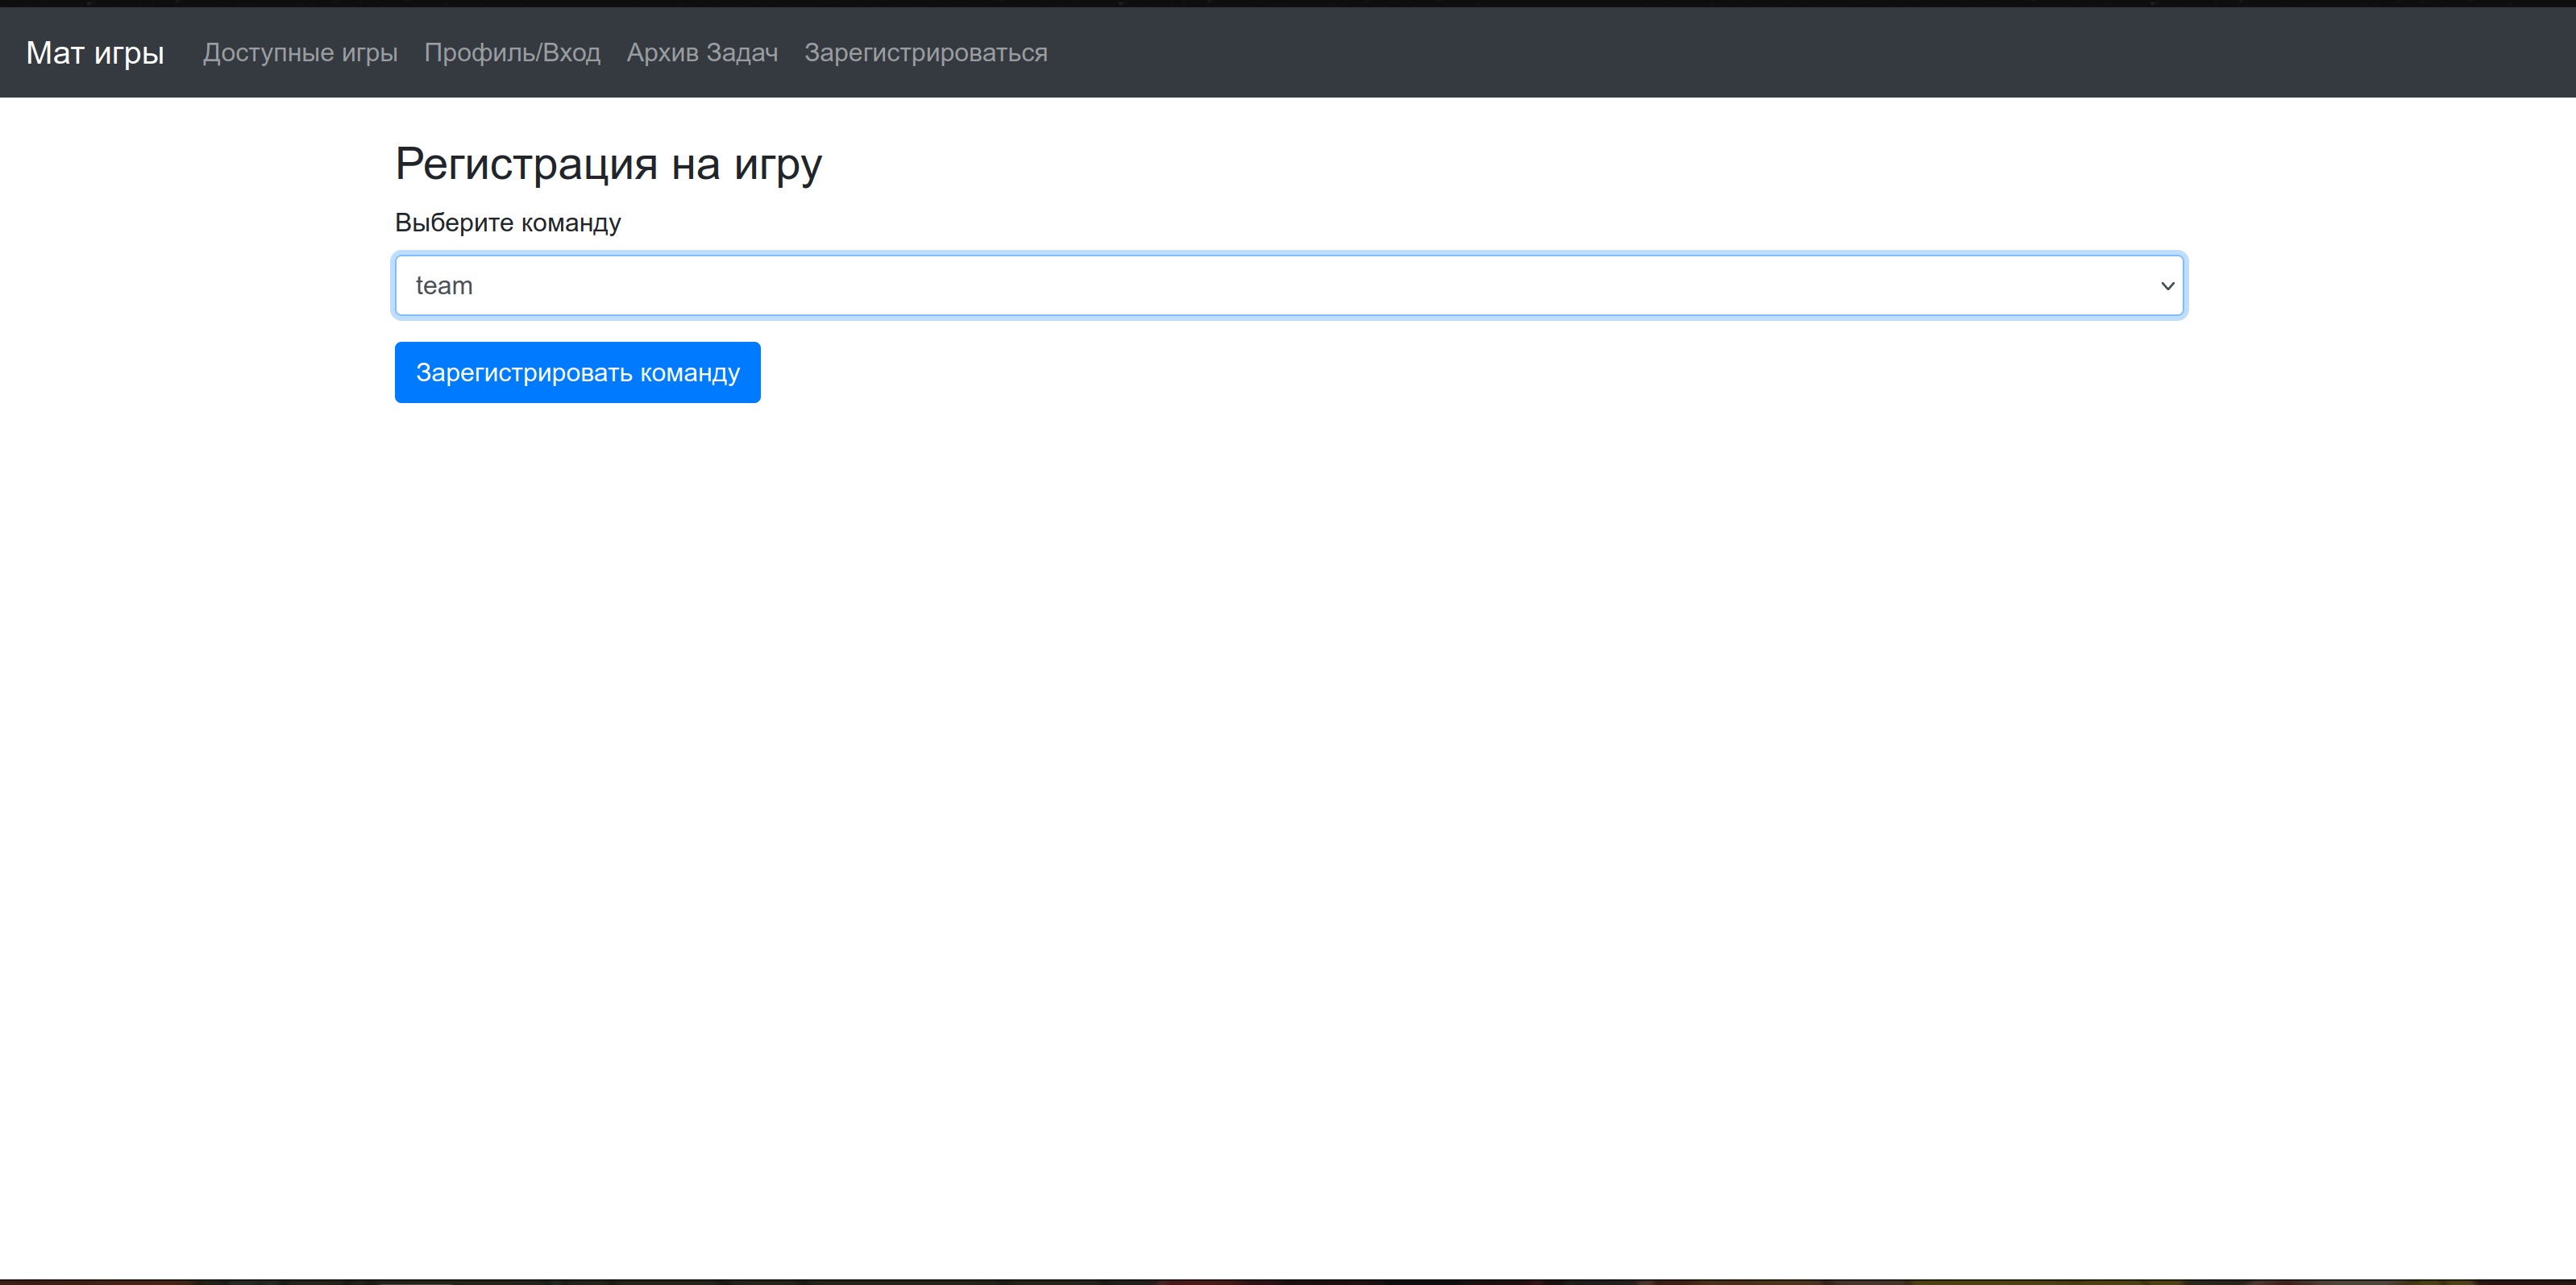 Мат игры Доступные игры Профиль/Вход Архив Задач Зарегистрироваться
Регистрация на игру
Выберите команду
team
Зарегистрировать команду